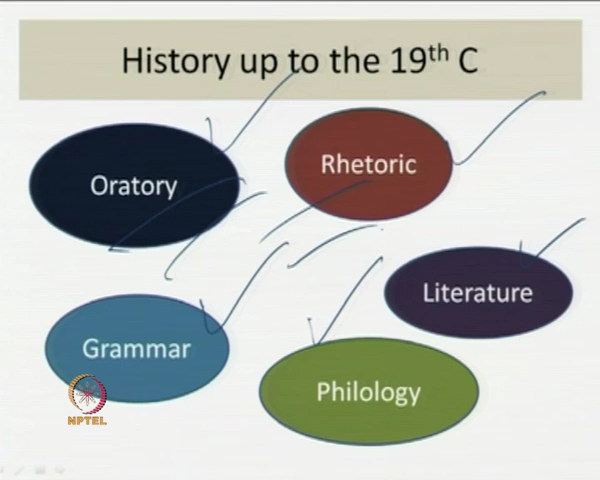 History up to the 19th C
Oratory
Rhetoric
Literature
Grammar
Philology
NPTEL